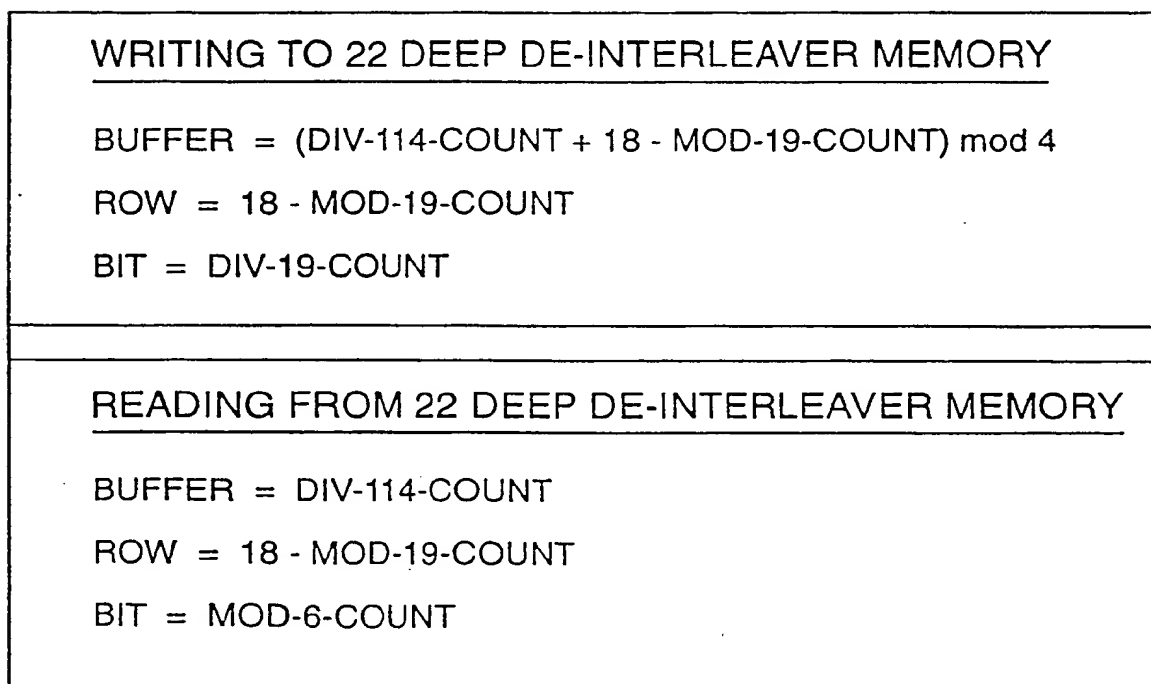 WRITING TO 22 DEEP DE-INTERLEAVER MEMORY
BUFFER = (DIV-114-COUNT + 18 - MOD-19-COUNT) mod 4
ROW = 18 - MOD-19-COUNT
BIT = DIV-19-COUNT
READING FROM 22 DEEP DE-INTERLEAVER MEMORY
BUFFER = DIV-114-COUNT
ROW = 18 - MOD-19-COUNT
BIT = MOD-6-COUNT